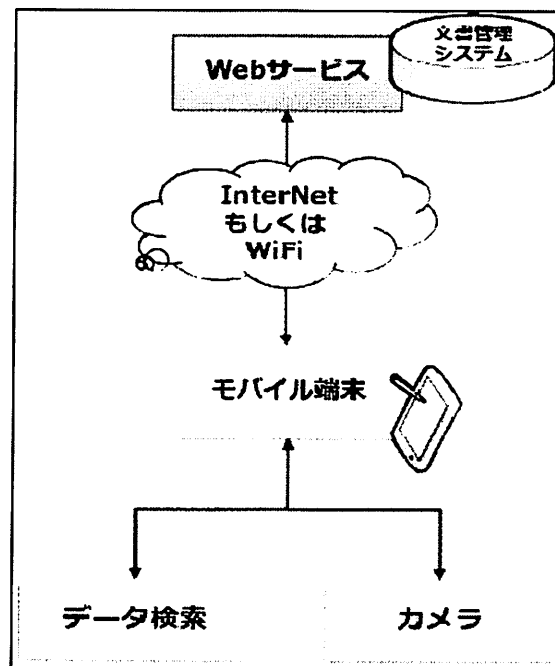 文書管理
システム
Webサービス
InterNet
もしくは
WiFi
モバイル端末
データ検索
カメラ